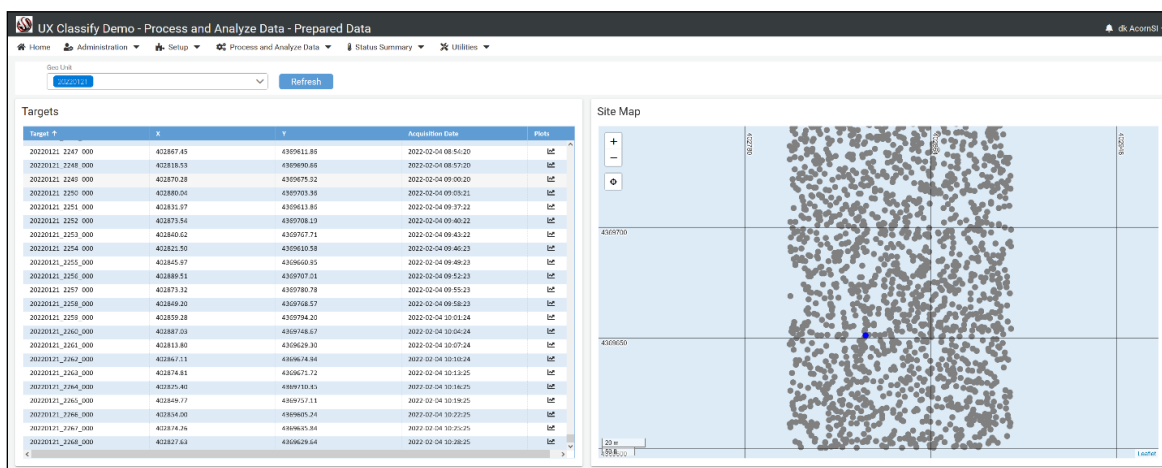 UX Classify Demo - Process and Analyze Data - Prepared Data
dk AcornSI
Home Administration Setup Process and Analyze Data Status Summary Utilities
Geo Unit
20220121 Refresh
Targets
Target X Y Acquisition Date Plots
20220121_2247_000 402867.45 4369611.86 2022-02-04 08:54:20
20220121_2248_000 402818.53 4369690.66 2022-02-04 08:57:20
20220121_2249_000 402870.28 4369675.92 2022-02-04 09:00:20
20220121_2250_000 402880.04 4369703.36 2022-02-04 09:03:21
20220121_2251_000 402831.97 4369613.86 2022-02-04 09:37:22
20220121_2252_000 402873.54 4369708.19 2022-02-04 09:40:22
20220121_2253_000 402840.62 4369767.71 2022-02-04 09:43:22
20220121_2254_000 402821.50 4369610.58 2022-02-04 09:46:23
20220121_2255_000 402845.97 4369660.95 2022-02-04 09:49:23
20220121_2256_000 402889.51 4369707.01 2022-02-04 09:52:23
20220121_2257_000 402873.32 4369780.78 2022-02-04 09:55:23
20220121_2258_000 402849.20 4369768.57 2022-02-04 09:58:23
20220121_2259_000 402859.28 4369794.20 2022-02-04 10:01:24
20220121_2260_000 402887.03 4369748.67 2022-02-04 10:04:24
20220121_2261_000 402813.80 4369629.30 2022-02-04 10:07:24
20220121_2262_000 402867.11 4369674.94 2022-02-04 10:10:24
20220121_2263_000 402874.81 4369671.72 2022-02-04 10:13:25
20220121_2264_000 402825.40 4369710.35 2022-02-04 10:16:25
20220121_2265_000 402849.77 4369757.11 2022-02-04 10:19:25
20220121_2266_000 402854.00 4369605.24 2022-02-04 10:22:25
20220121_2267_000 402874.26 4369635.84 2022-02-04 10:25:25
20220121_2268_000 402827.63 4369629.64 2022-02-04 10:28:25
Site Map
+
−
402780
4369700
4369650
20 m
Leaflet